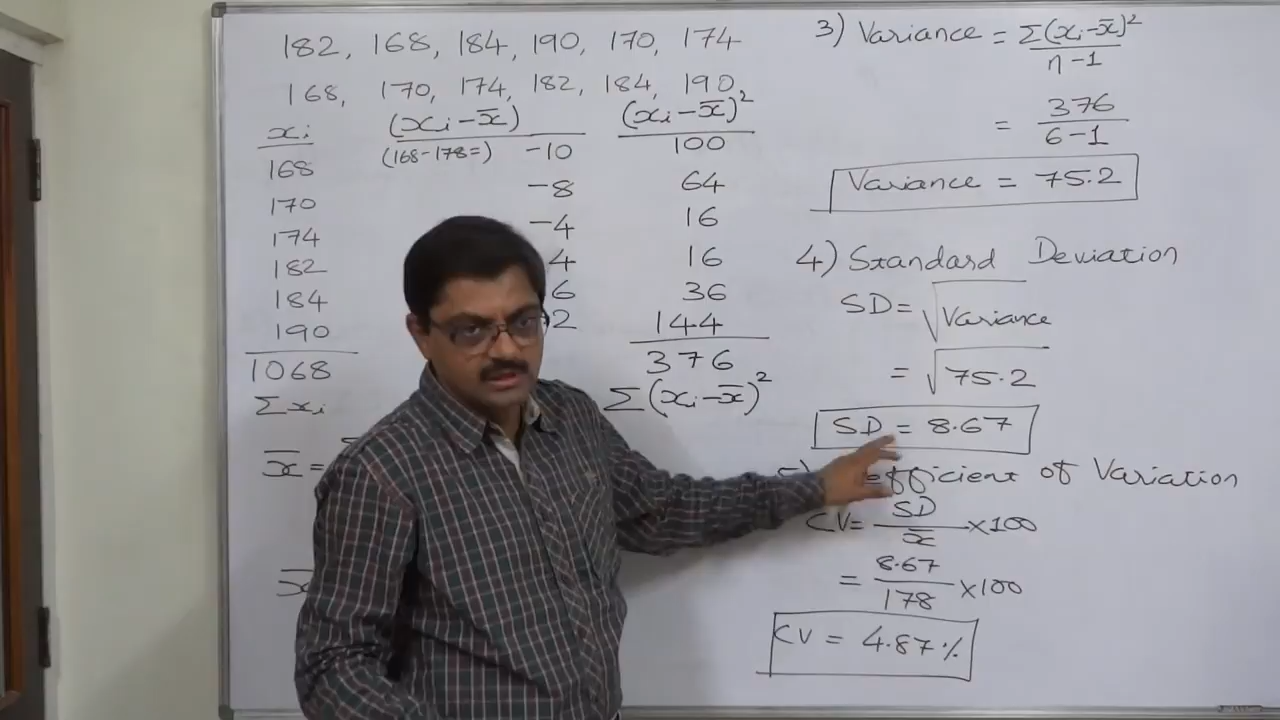 182, 168, 184, 190, 170, 174
168, 170, 174, 182, 184, 190
xi (xi-x̄) (xi-x̄)²
168 (168-178=) -10 100
170 -8 64
174 -4 16
182 4 16
184 6 36
190 2 144
1068 376
Σxi Σ(xi-x̄)²
x̄ =
3) Variance = Σ(xi-x̄)² / n-1
= 376 / 6-1
Variance = 75.2
4) Standard Deviation
SD = √Variance
= √75.2
SD = 8.67
efficient of Variation
CV = SD / x̄ ×100
= 8.67 / 178 ×100
CV = 4.87%